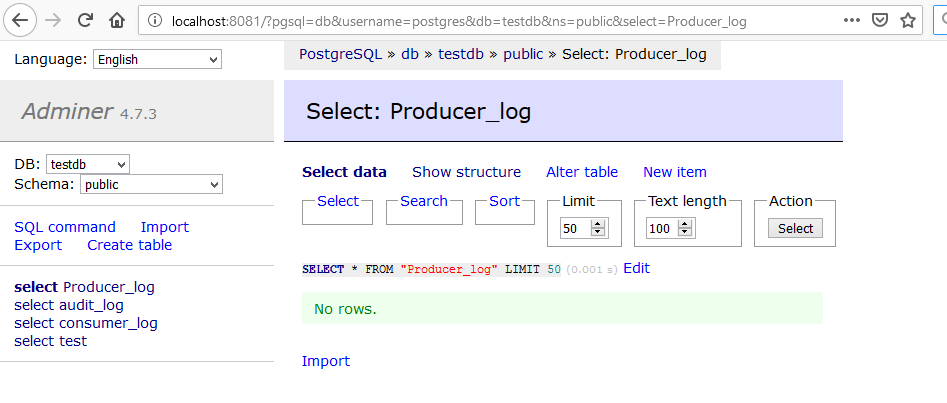 localhost:8081/?pgsql=db&username=postgres&db=testdb&ns=public&select=Producer_log
Language: English
PostgreSQL » db » testdb » public » Select: Producer_log
Adminer 4.7.3
Select: Producer_log
DB: testdb
Schema: public
SQL command Import
Export Create table
select Producer_log
select audit_log
select consumer_log
select test
Select data Show structure Alter table New item
Select Search Sort Limit Text length Action
50 100 Select
SELECT * FROM "Producer_log" LIMIT 50 (0.001 s) Edit
No rows.
Import